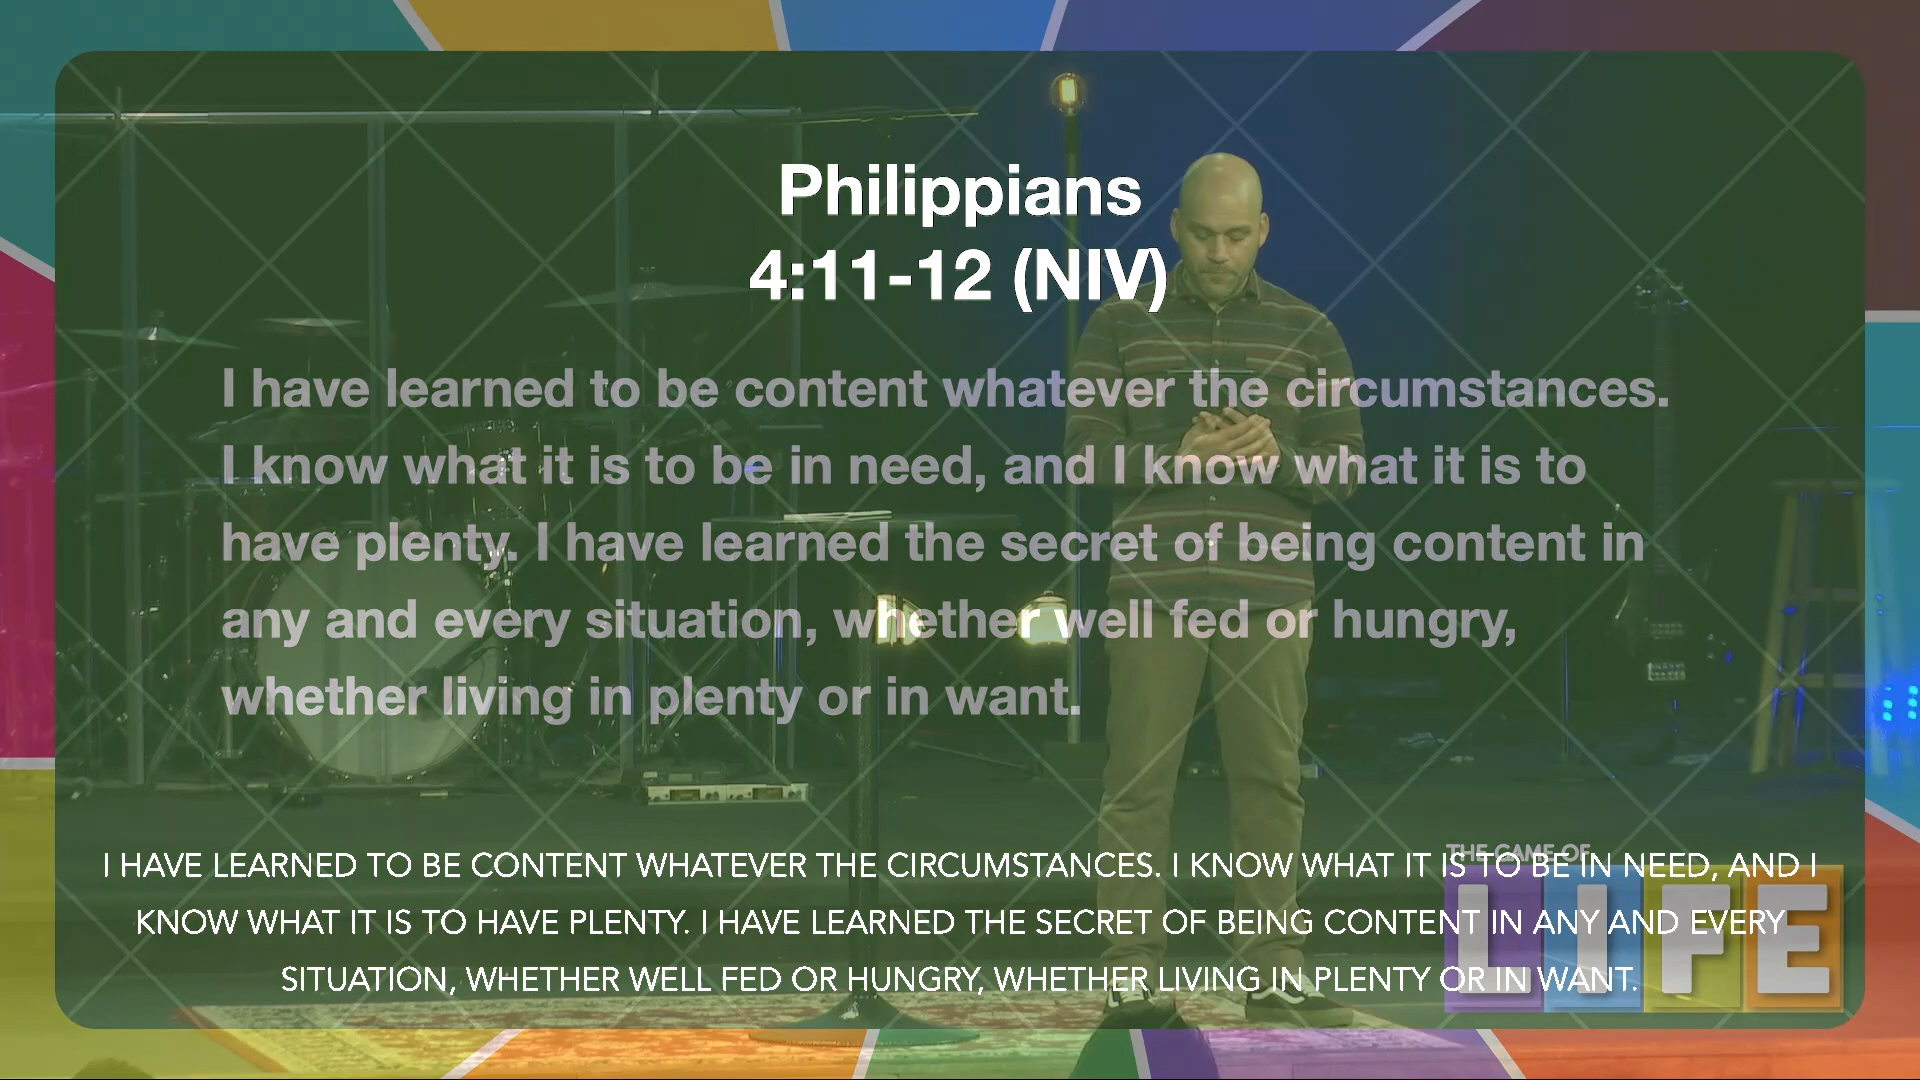 Philippians
4:11-12 (NIV)
I have learned to be content whatever the circumstances.
I know what it is to be in need, and I know what it is to
have plenty. I have learned the secret of being content in
any and every situation, whether well fed or hungry,
whether living in plenty or in want.
I HAVE LEARNED TO BE CONTENT WHATEVER THE CIRCUMSTANCES. I KNOW WHAT IT IS TO BE IN NEED, AND I
KNOW WHAT IT IS TO HAVE PLENTY. I HAVE LEARNED THE SECRET OF BEING CONTENT IN ANY AND EVERY
SITUATION, WHETHER WELL FED OR HUNGRY, WHETHER LIVING IN PLENTY OR IN WANT.
THE GAME OF
LIFE